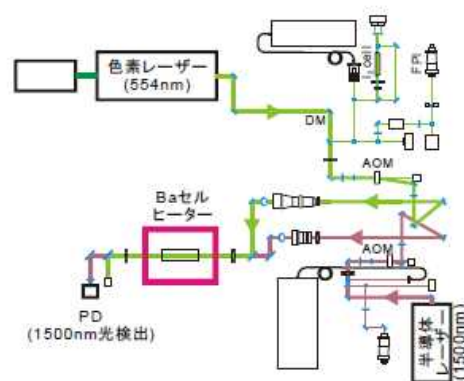 色素レーザー
(554nm)
I₂ cell
FPI
DM
AOM
Baセル
ヒーター
AOM
PD
(1500nm光検出)
半導体
レーザー
(1500nm)